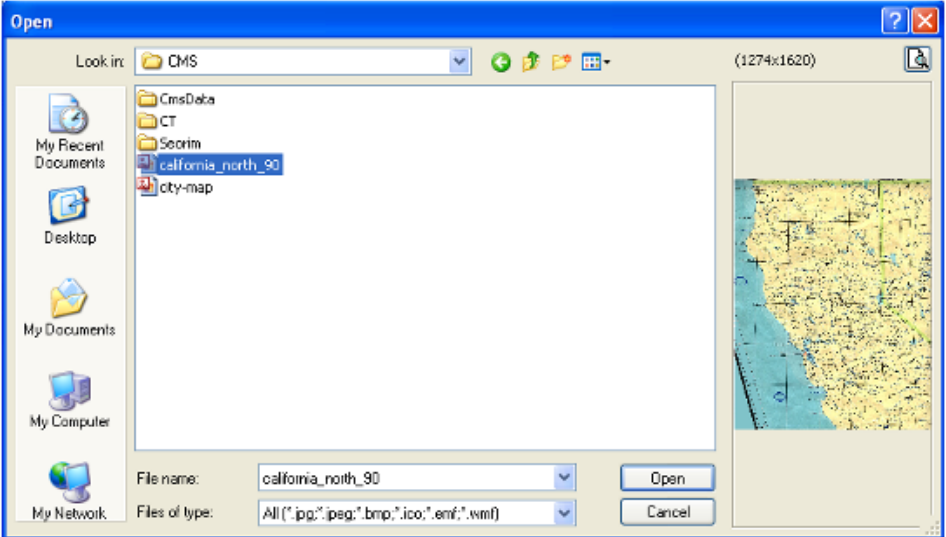 Open
Look in:
CMS
(1274x1620)
My Recent
Documents
Desktop
My Documents
My Computer
My Network
CmsData
CT
Seorim
california_north_90
city-map
File name:
california_north_90
Open
Files of type:
All (*.jpg;*.jpeg;*.bmp;*.ico;*.emf;*.wmf)
Cancel